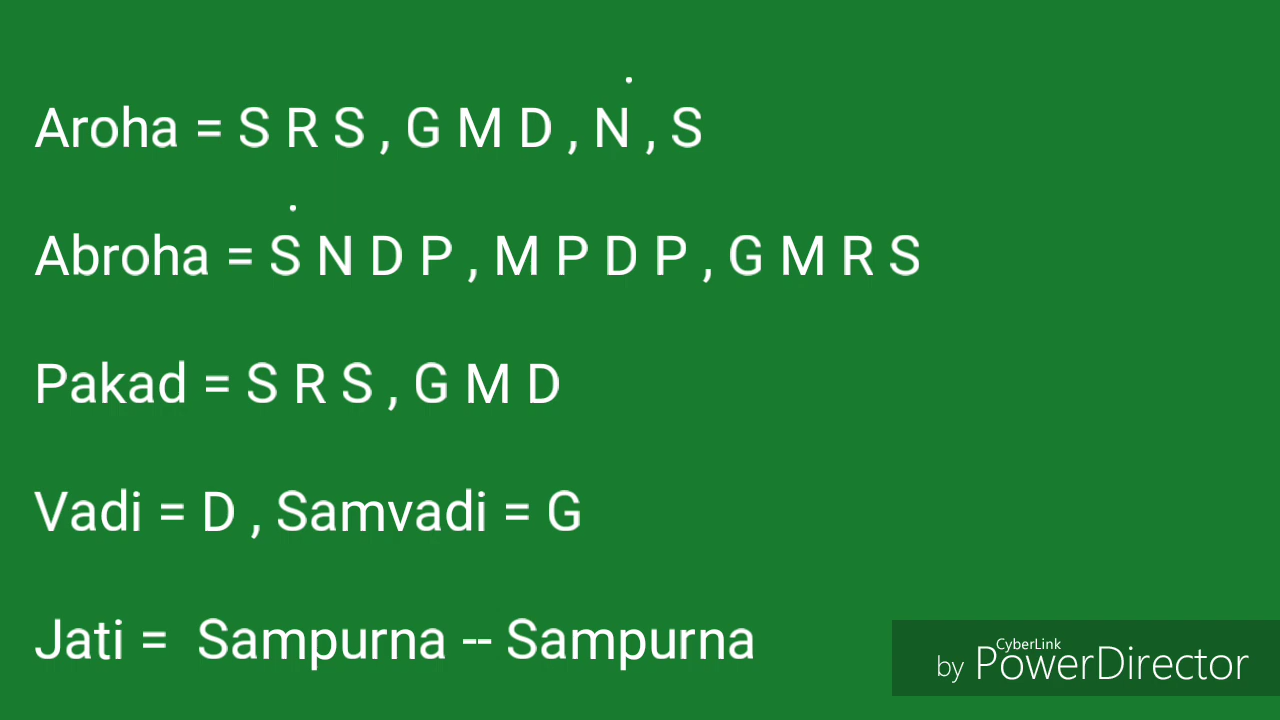 Aroha = S R S , G M D , Ṅ , S
Abroha = Ṡ N D P , M P D P , G M R S
Pakad = S R S , G M D
Vadi = D , Samvadi = G
Jati = Sampurna -- Sampurna
by CyberLink PowerDirector